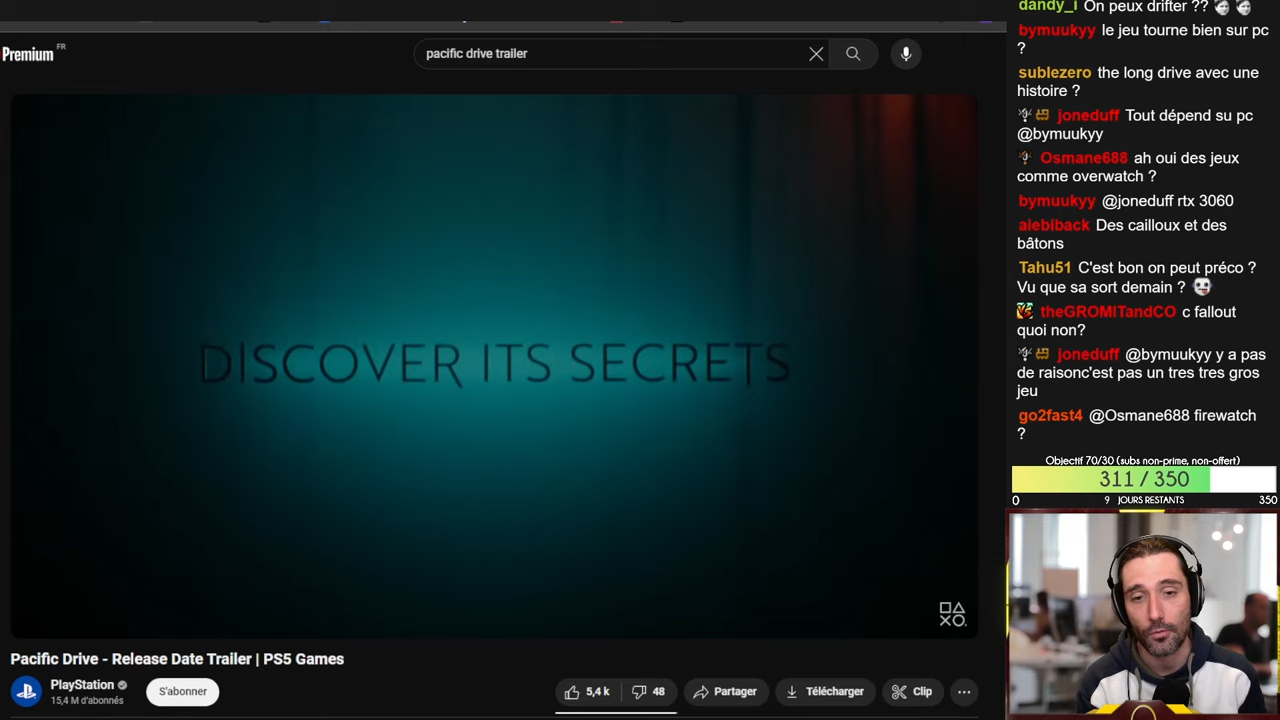 Premium FR
pacific drive trailer
DISCOVER ITS SECRETS
Pacific Drive - Release Date Trailer | PS5 Games
PlayStation
15,4 M d'abonnés
S'abonner
5,4 k
48
Partager
Télécharger
Clip
dandy_i On peux drifter ??
bymuukyy le jeu tourne bien sur pc
?
sublezero the long drive avec une
histoire ?
joneduff Tout dépend su pc
@bymuukyy
Osmane688 ah oui des jeux
comme overwatch ?
bymuukyy @joneduff rtx 3060
aleblback Des cailloux et des
bâtons
Tahu51 C'est bon on peut préco ?
Vu que sa sort demain ?
theGROMITandCO c fallout
quoi non?
joneduff @bymuukyy y a pas
de raisonc'est pas un tres tres gros
jeu
go2fast4 @Osmane688 firewatch
?
Objectif 70/30 (subs non-prime, non-offert)
311 / 350
0 9 JOURS RESTANTS 350